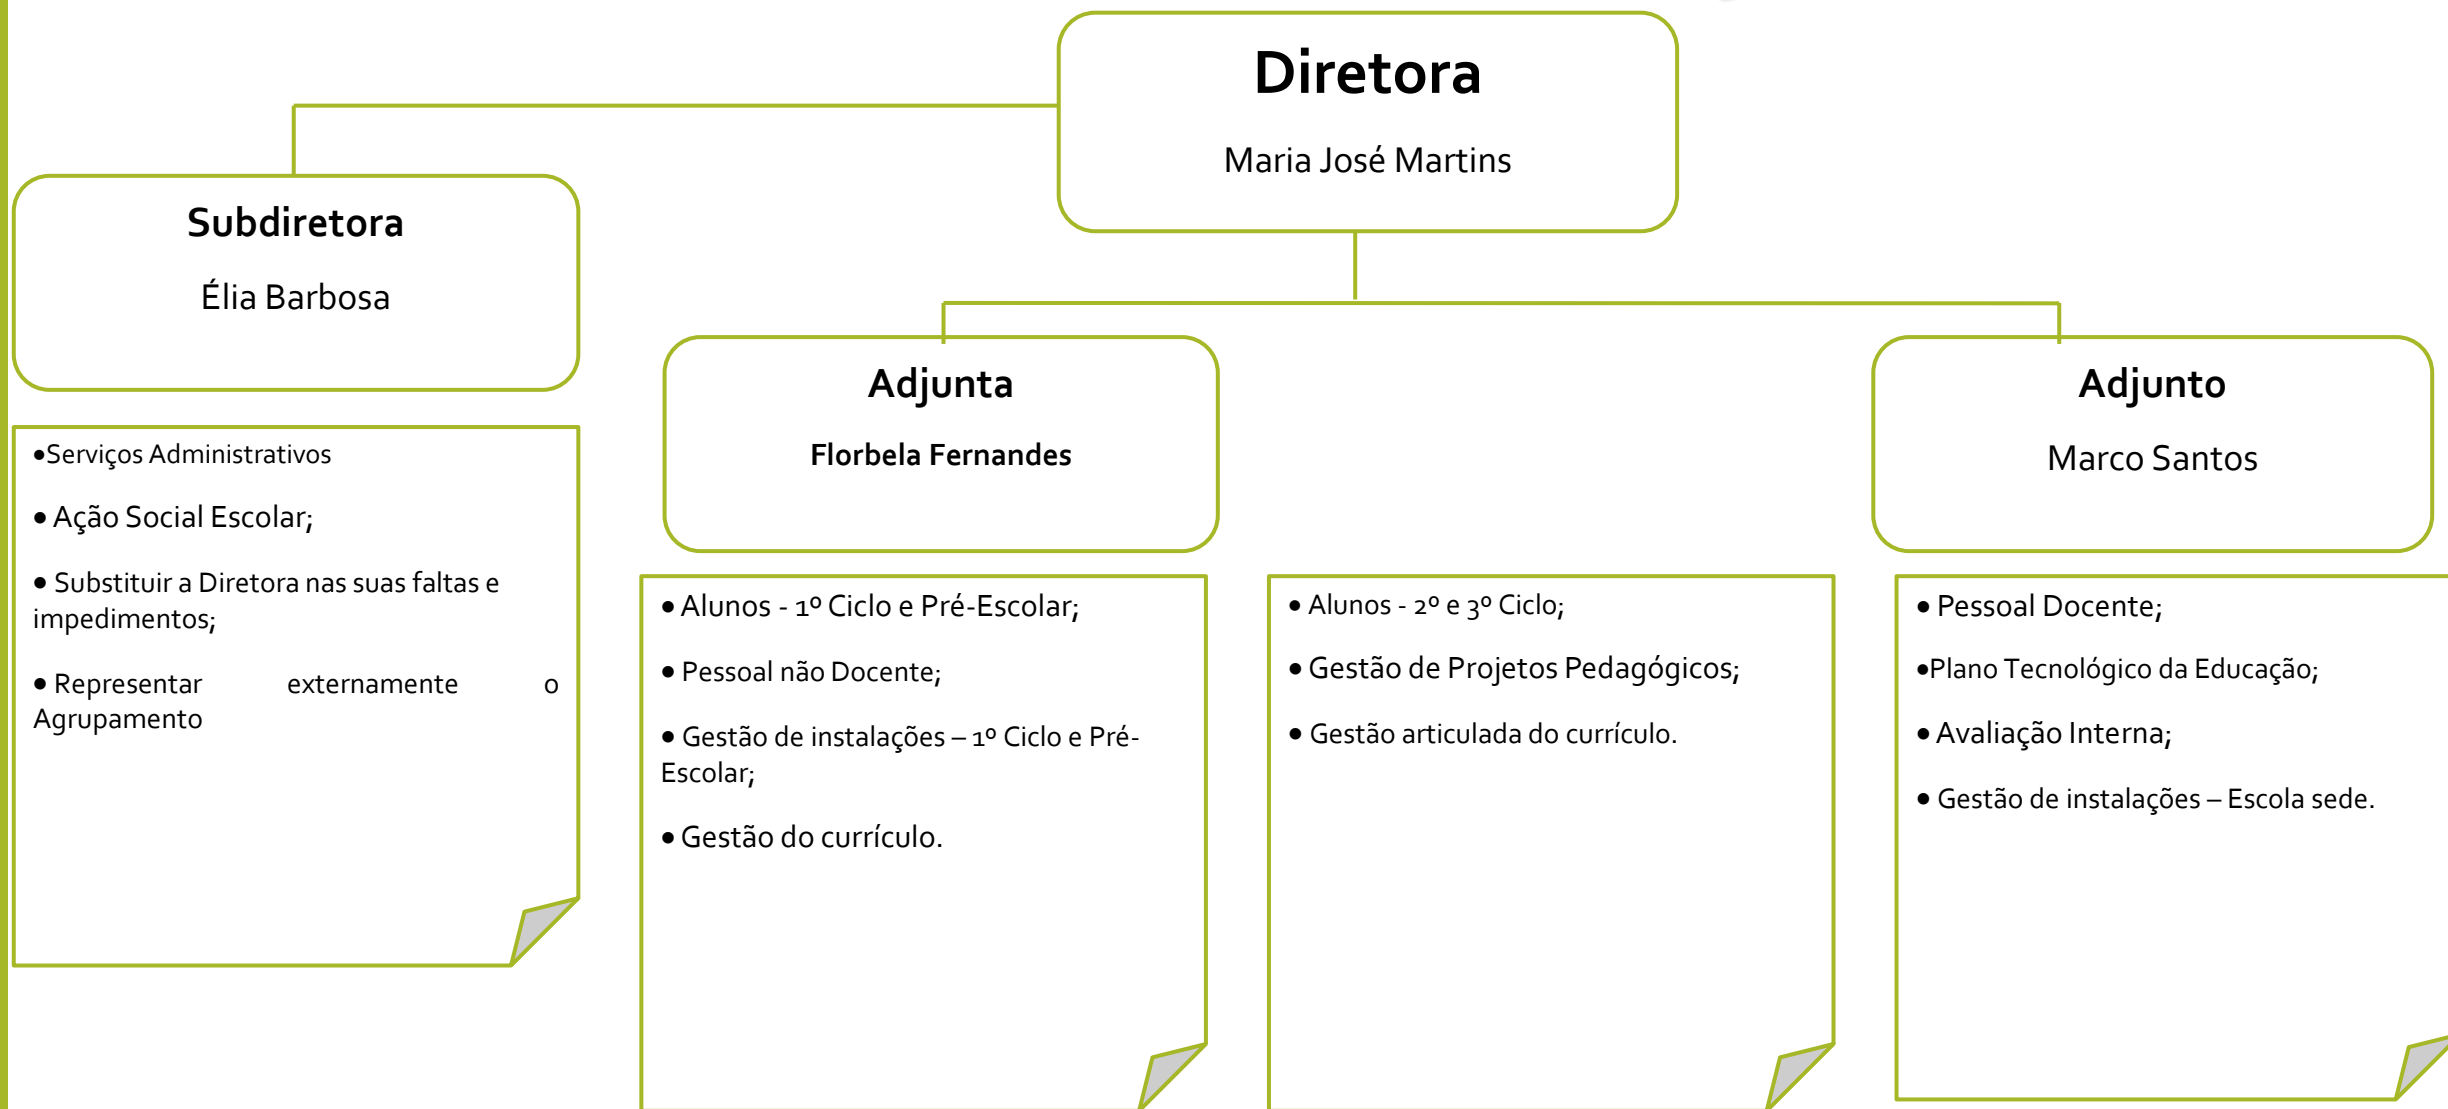 Diretora
Maria José Martins
Subdiretora
Élia Barbosa
•Serviços Administrativos
• Ação Social Escolar;
• Substituir a Diretora nas suas faltas e
impedimentos;
• Representar externamente o
Agrupamento
Adjunta
Florbela Fernandes
• Alunos - 1º Ciclo e Pré-Escolar;
• Pessoal não Docente;
• Gestão de instalações – 1º Ciclo e Pré-
Escolar;
• Gestão do currículo.
• Alunos - 2º e 3º Ciclo;
• Gestão de Projetos Pedagógicos;
• Gestão articulada do currículo.
Adjunto
Marco Santos
• Pessoal Docente;
•Plano Tecnológico da Educação;
• Avaliação Interna;
• Gestão de instalações – Escola sede.